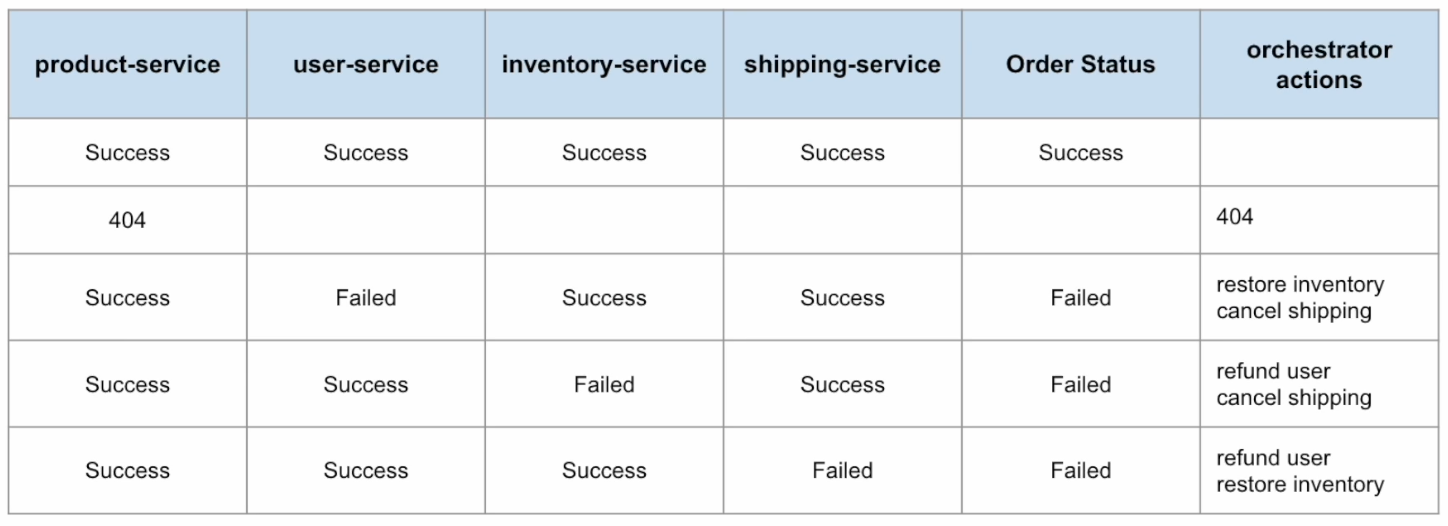 product-service user-service inventory-service shipping-service Order Status orchestrator
actions
Success Success Success Success Success
404 404
Success Failed Success Success Failed restore inventory
cancel shipping
Success Success Failed Success Failed refund user
cancel shipping
Success Success Success Failed Failed refund user
restore inventory